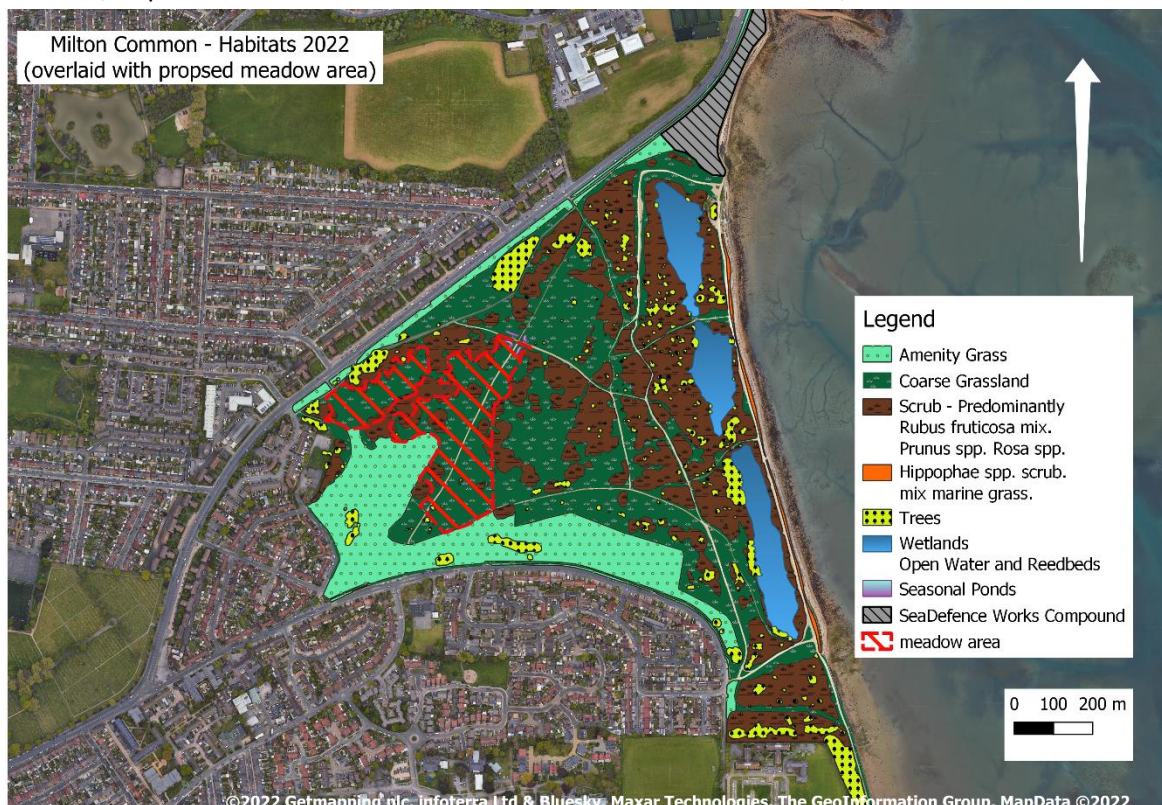 Milton Common - Habitats 2022
(overlaid with propsed meadow area)
Legend
Amenity Grass
Coarse Grassland
Scrub - Predominantly
Rubus fruticosa mix.
Prunus spp. Rosa spp.
Hippophae spp. scrub.
mix marine grass.
Trees
Wetlands
Open Water and Reedbeds
Seasonal Ponds
SeaDefence Works Compound
meadow area
0 100 200 m
©2022 Getmapping plc, Infoterra Ltd & Bluesky, Maxar Technologies, The GeoInformation Group, MapData ©2022